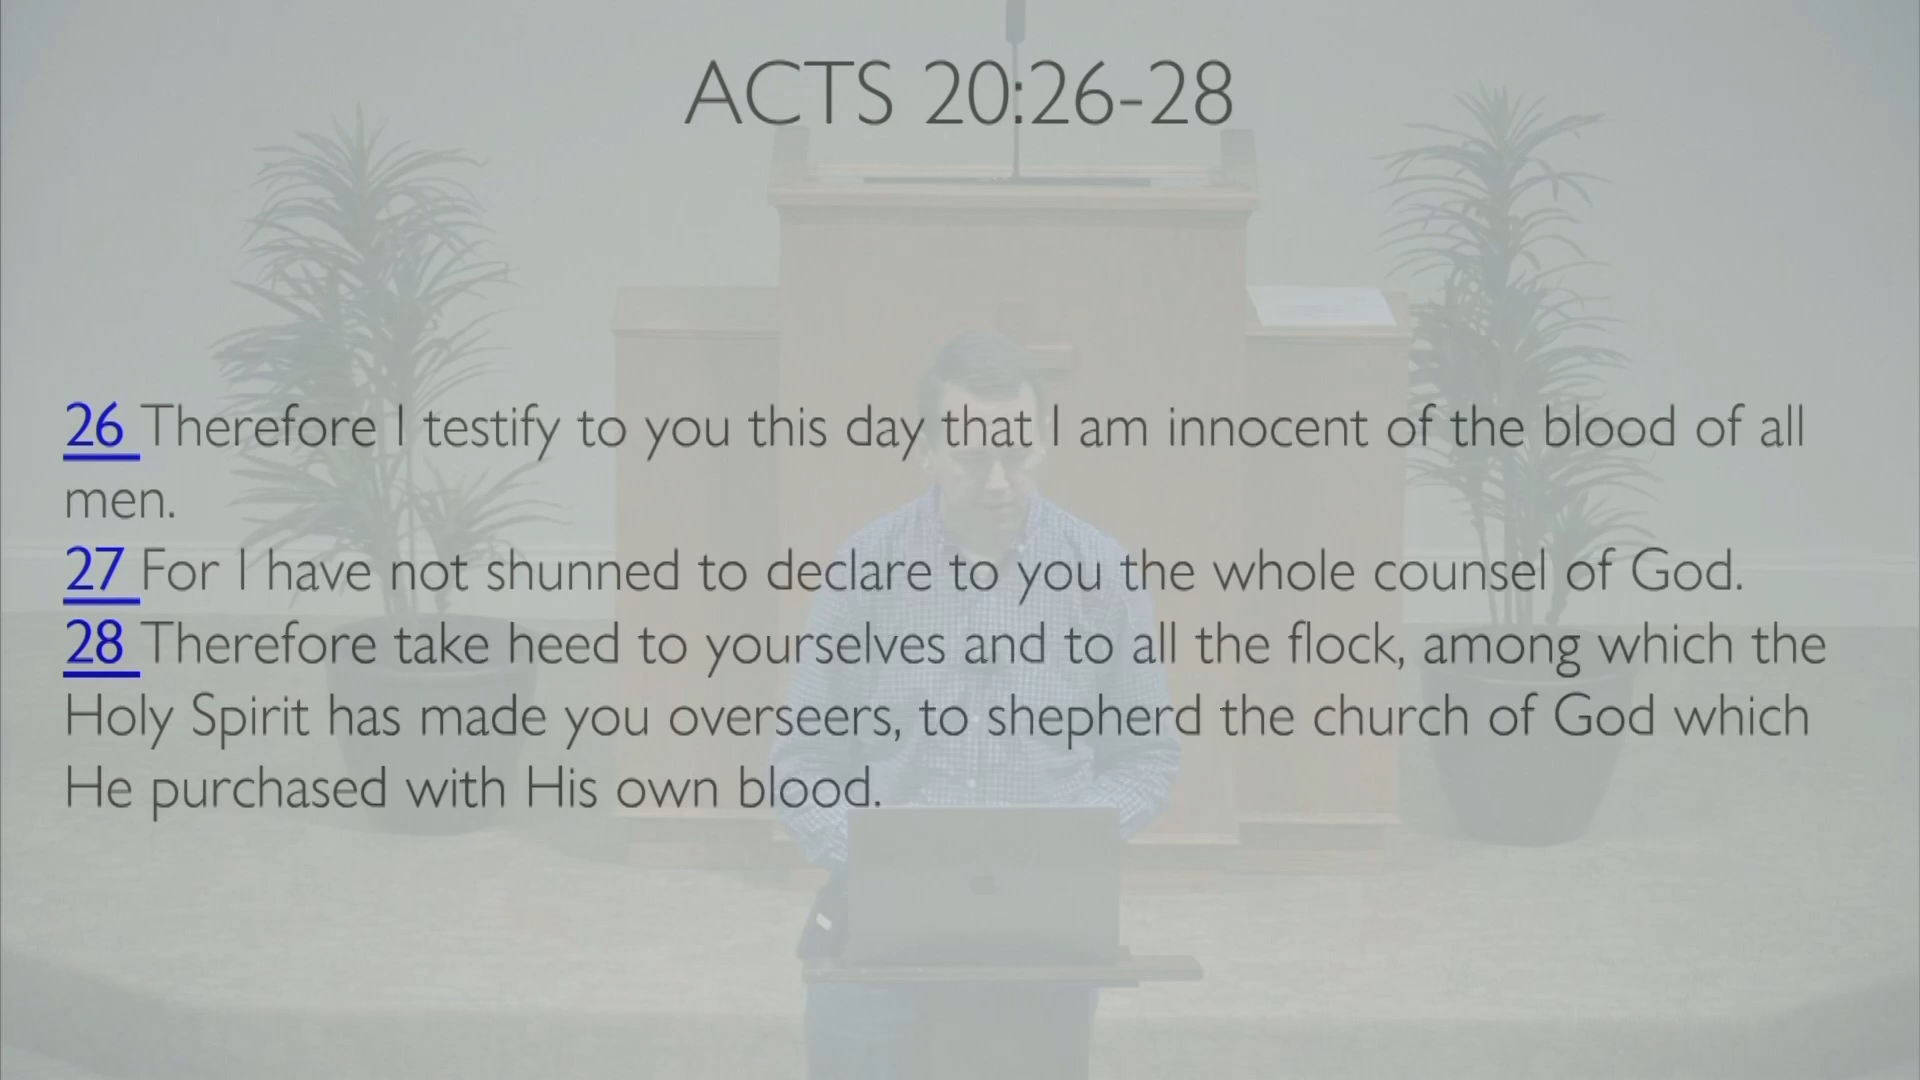 ACTS 20:26-28
26 Therefore I testify to you this day that I am innocent of the blood of all
men.
27 For I have not shunned to declare to you the whole counsel of God.
28 Therefore take heed to yourselves and to all the flock, among which the
Holy Spirit has made you overseers, to shepherd the church of God which
He purchased with His own blood.